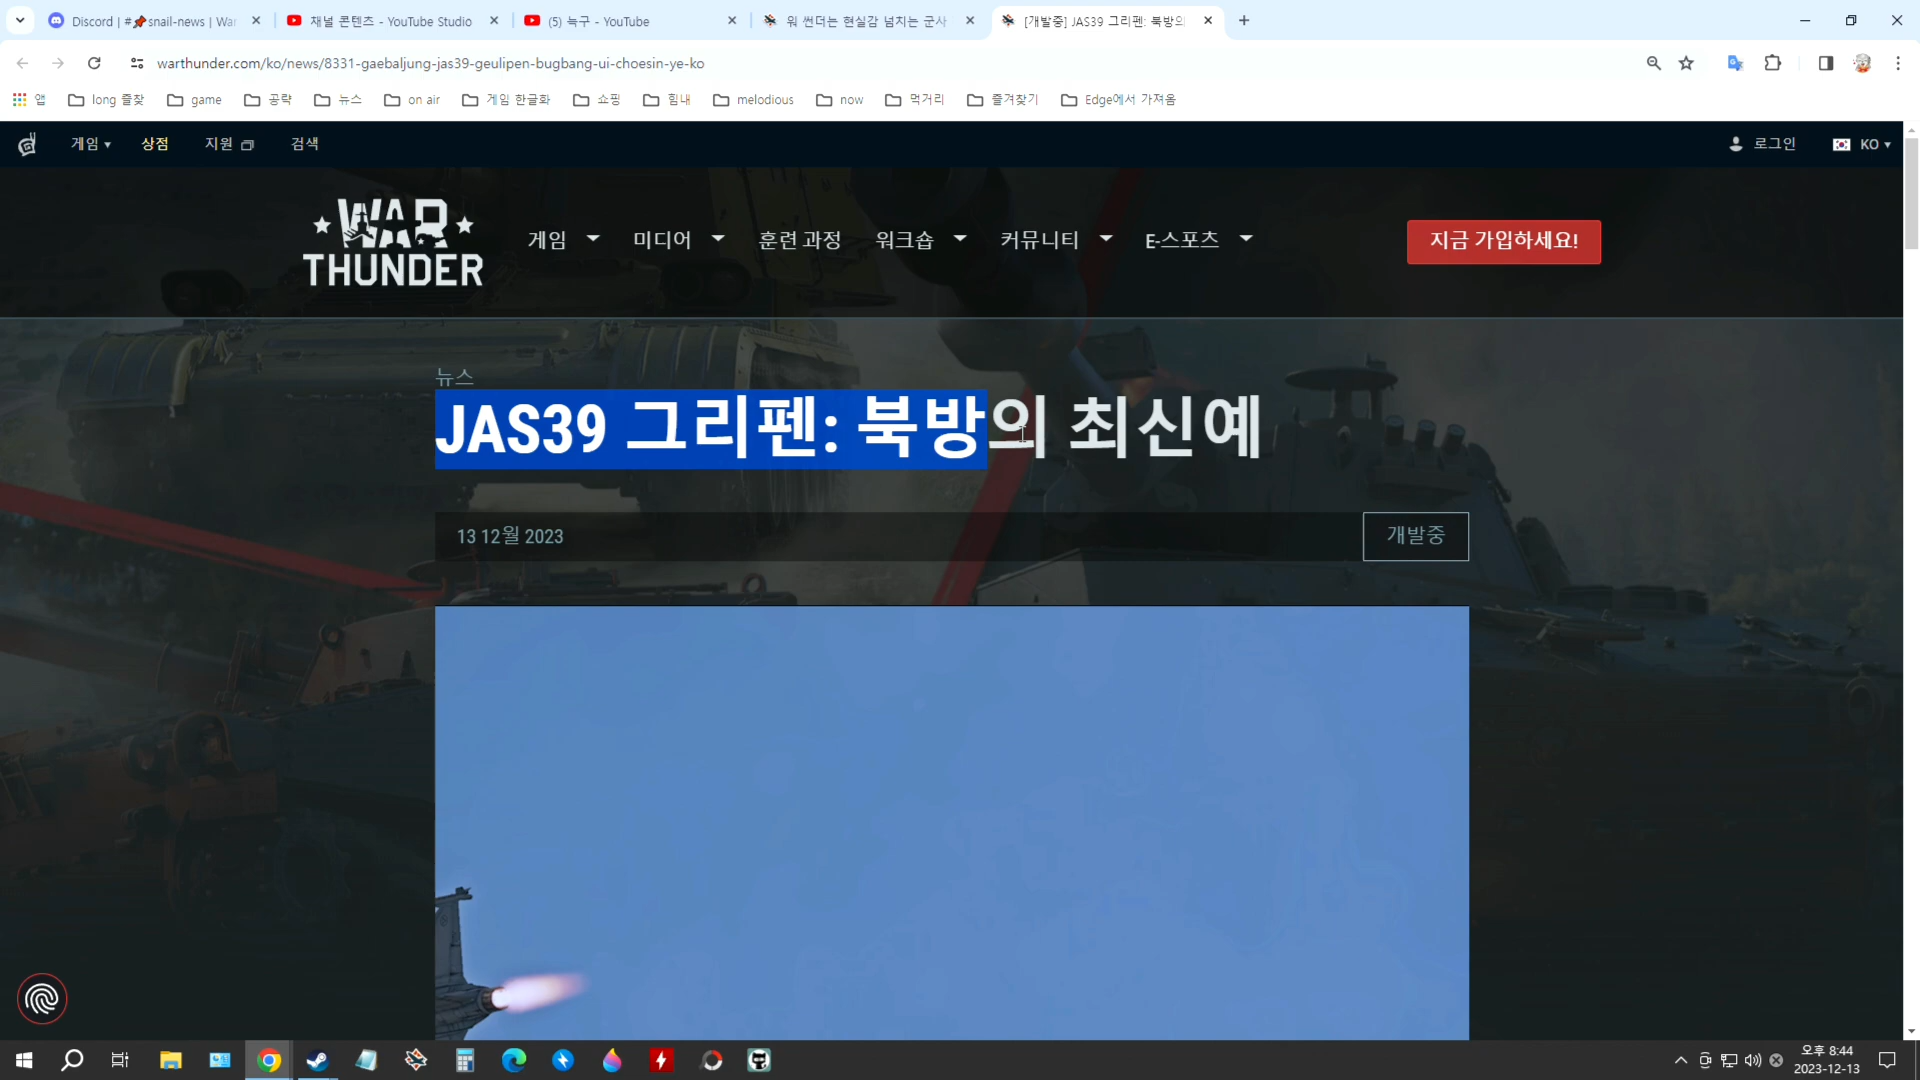 Discord | #📌snail-news | Wa
채널 콘텐츠 - YouTube Studio
(5) 늑구 - YouTube
워 썬더는 현실감 넘치는 군사
[개발중] JAS39 그리펜: 북방의
warthunder.com/ko/news/8331-gaebaljung-jas39-geulipen-bugbang-ui-choesin-ye-ko
앱
long 즐찾
game
공략
뉴스
on air
게임 한글화
쇼핑
힘내
melodious
now
먹거리
즐겨찾기
Edge에서 가져옴
게임
상점
지원
검색
로그인
KO
WAR
THUNDER
게임
미디어
훈련 과정
워크숍
커뮤니티
E-스포츠
지금 가입하세요!
뉴스
JAS39 그리펜: 북방의 최신예
13 12월 2023
개발중
오후 8:44
2023-12-13